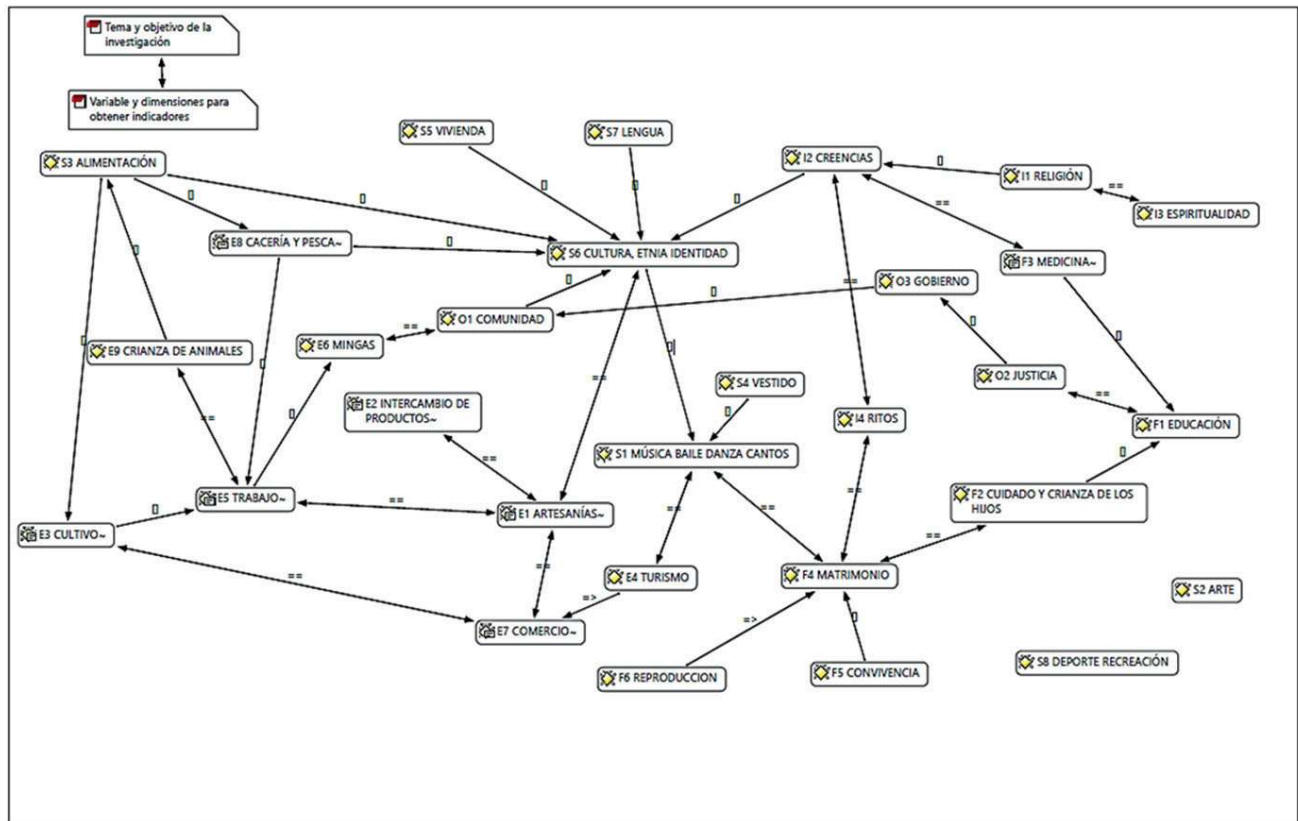 Tema y objetivo de la
investigación
Variable y dimensiones para
obtener indicadores
S5 VIVIENDA
S7 LENGUA
S3 ALIMENTACIÓN
I2 CREENCIAS
I1 RELIGIÓN
==
I3 ESPIRITUALIDAD
==
E8 CACERÍA Y PESCA~
S6 CULTURA, ETNIA IDENTIDAD
F3 MEDICINA~
O3 GOBIERNO
==
O1 COMUNIDAD
==
E6 MINGAS
E9 CRIANZA DE ANIMALES
==
==
S4 VESTIDO
O2 JUSTICIA
==
E2 INTERCAMBIO DE
PRODUCTOS~
I4 RITOS
F1 EDUCACIÓN
S1 MÚSICA BAILE DANZA CANTOS
==
E5 TRABAJO~
==
E1 ARTESANÍAS~
==
==
==
F2 CUIDADO Y CRIANZA DE LOS
HIJOS
E3 CULTIVO~
==
==
==
E4 TURISMO
F4 MATRIMONIO
S2 ARTE
=>
E7 COMERCIO~
=>
S8 DEPORTE RECREACIÓN
F6 REPRODUCCION
F5 CONVIVENCIA